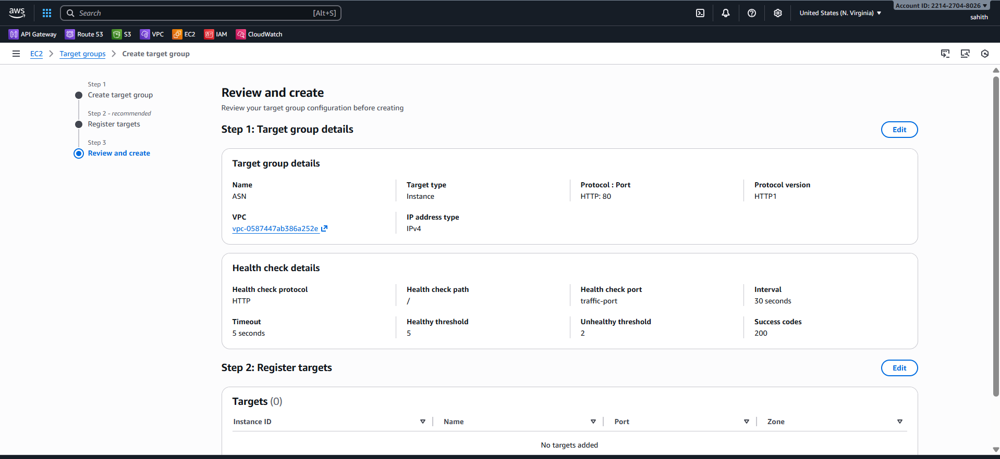 aws
Search [Alt+S]
United States (N. Virginia)
Account ID: 2214-2704-8026
sahith
API Gateway Route 53 S3 VPC EC2 IAM CloudWatch
EC2 Target groups Create target group
Step 1
Create target group
Step 2 - recommended
Register targets
Step 3
Review and create
Review and create
Review your target group configuration before creating
Step 1: Target group details Edit
Target group details
Name Target type Protocol : Port Protocol version
ASN Instance HTTP: 80 HTTP1
VPC IP address type
vpc-0587447ab386a252e IPv4
Health check details
Health check protocol Health check path Health check port Interval
HTTP / traffic-port 30 seconds
Timeout Healthy threshold Unhealthy threshold Success codes
5 seconds 5 2 200
Step 2: Register targets Edit
Targets (0)
Instance ID Name Port Zone
No targets added